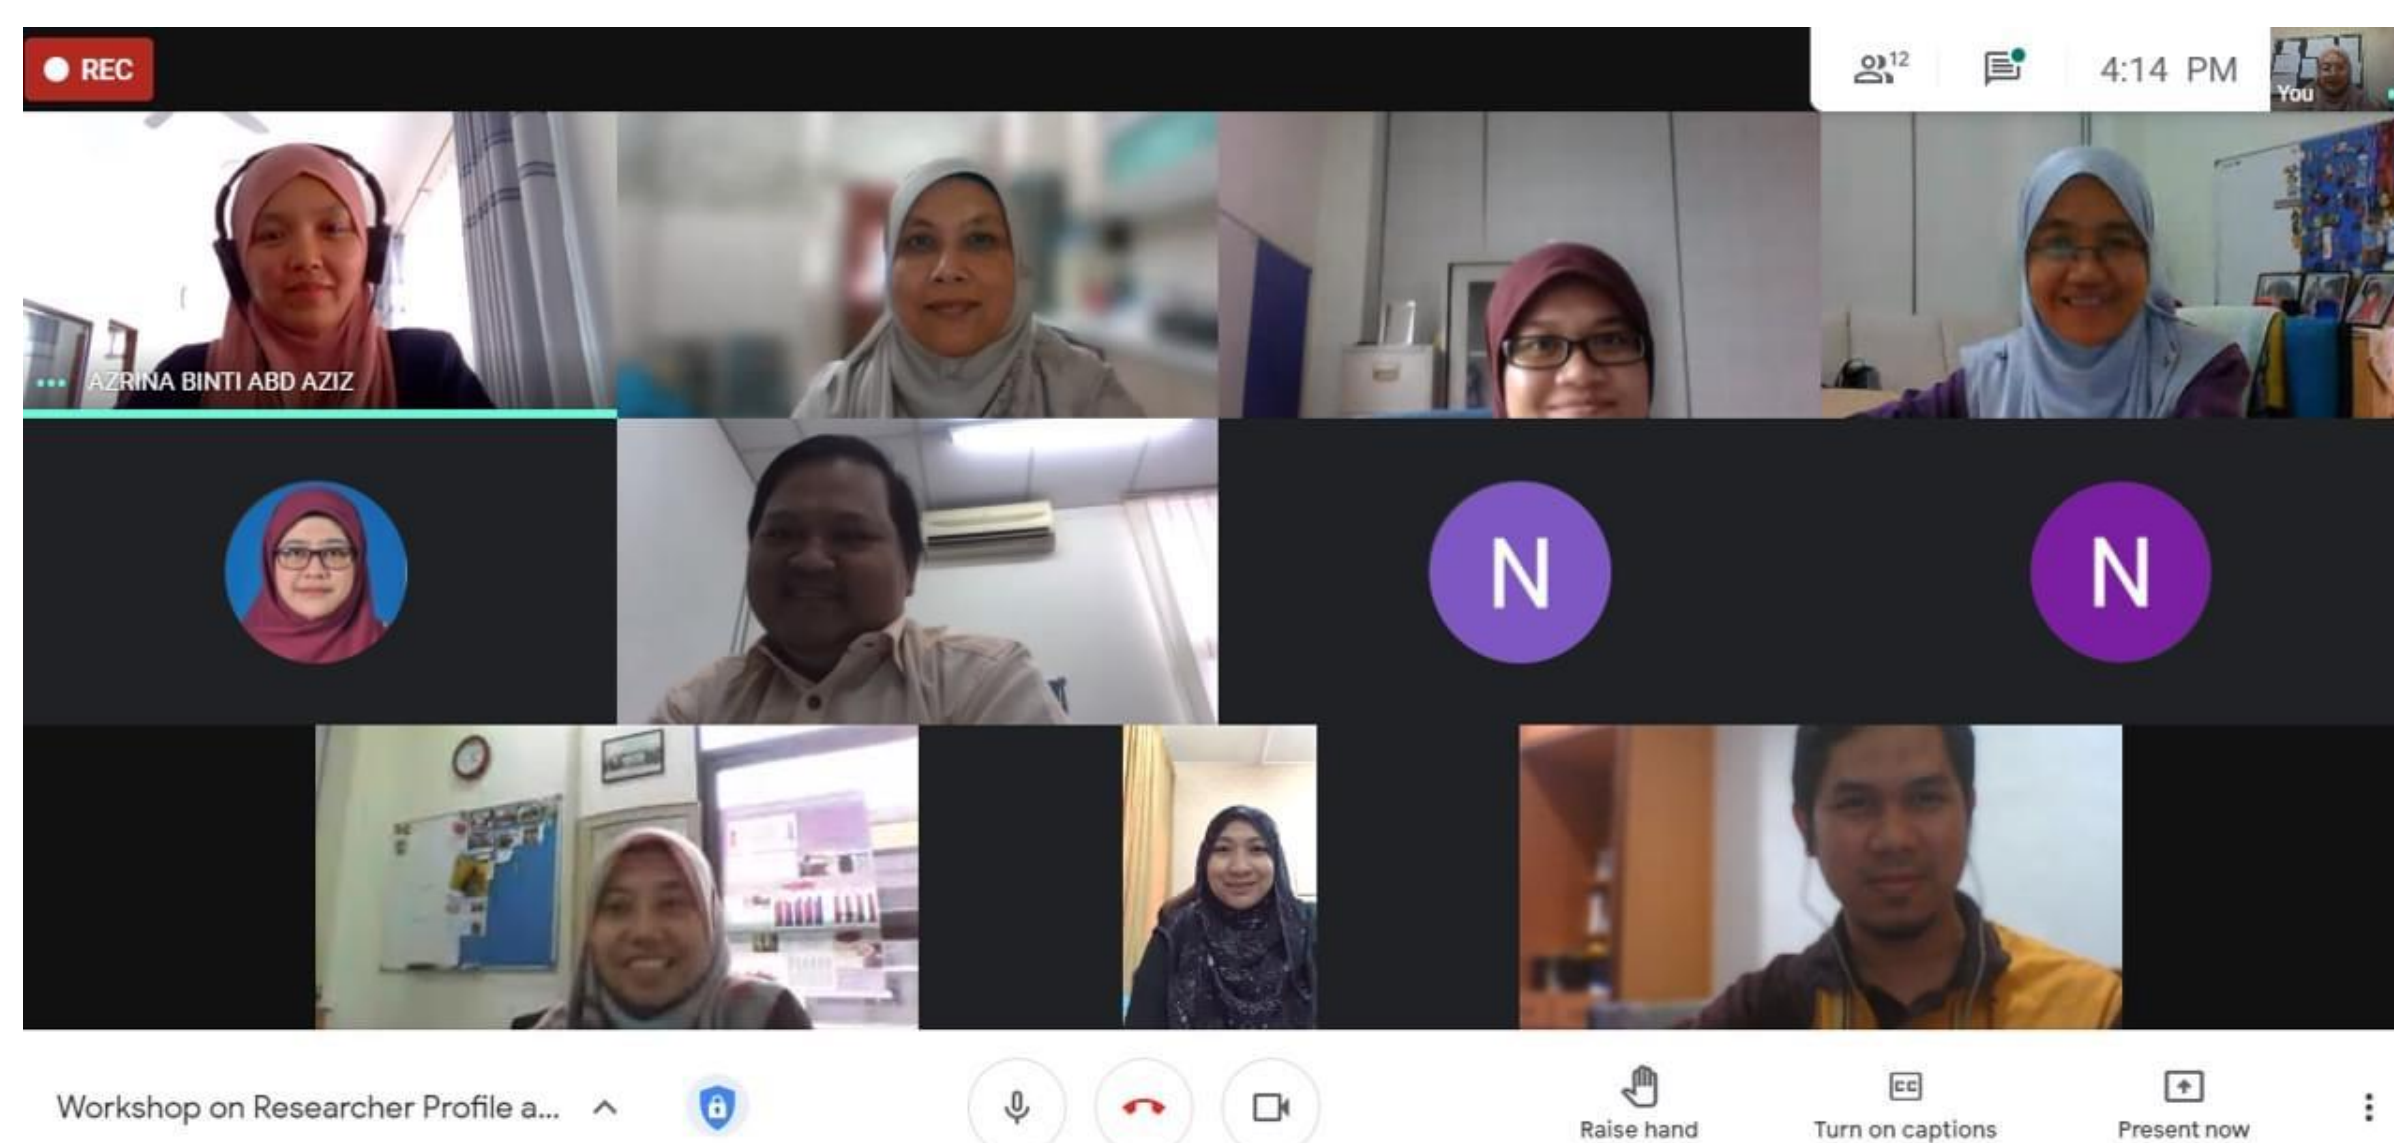 REC
12
4:14 PM
You
AZRINA BINTI ABD AZIZ
N
N
Workshop on Researcher Profile a...
CC
Raise hand
Turn on captions
Present now